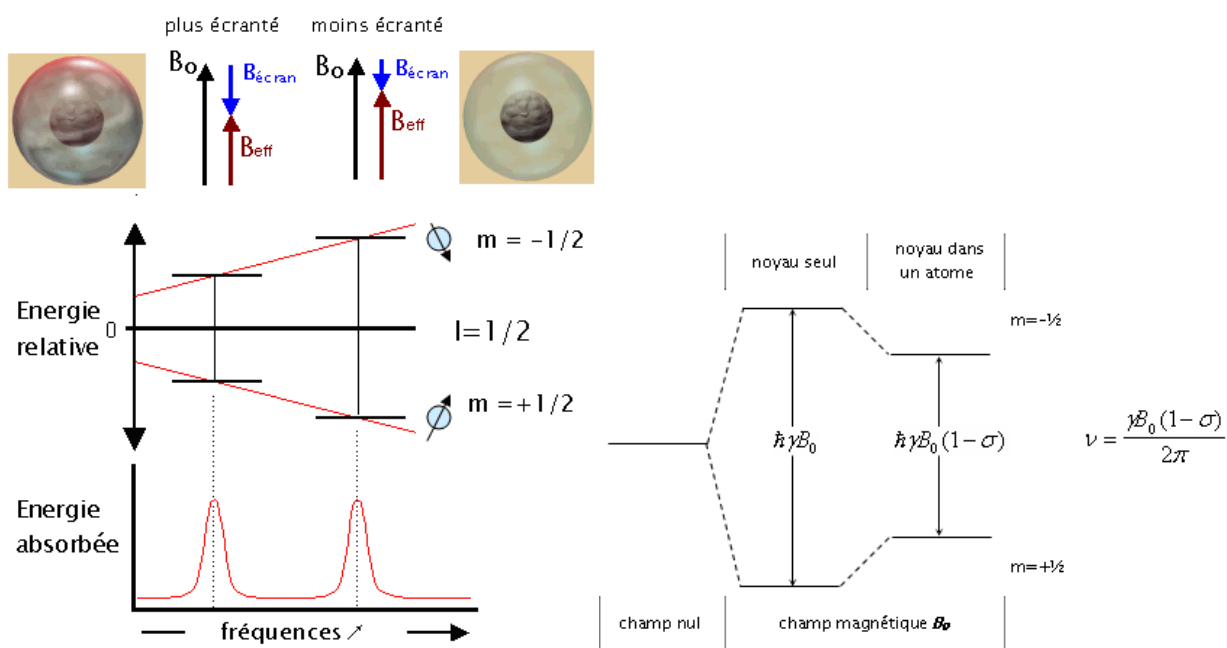 plus écranté
moins écranté
Bo
Bécran
Beff
Bo
Bécran
Beff
m = -1/2
Energie
relative
0
I=1/2
m = +1/2
Energie
absorbée
fréquences ↗
noyau seul
noyau dans
un atome
m=-½
ℏγB₀
ℏγB₀(1-σ)
ν = γB₀(1-σ) / 2π
m=+½
champ nul
champ magnétique B₀